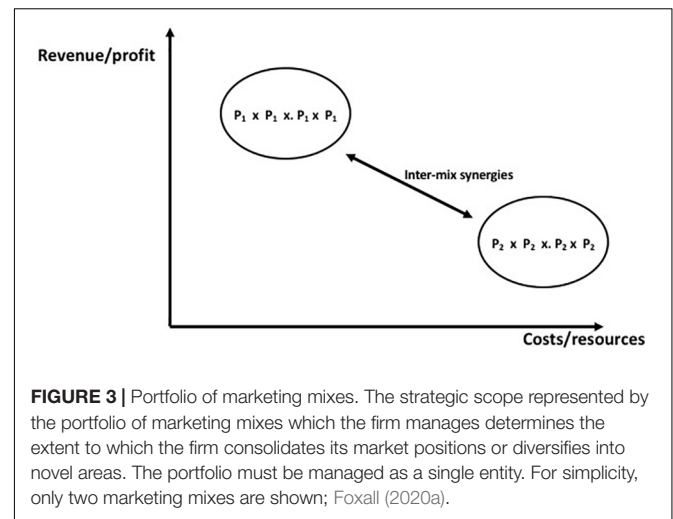 Revenue/profit
P₁ x P₁ x. P₁ x P₁
Inter-mix synergies
P₂ x P₂ x. P₂ x P₂
Costs/resources
FIGURE 3 | Portfolio of marketing mixes. The strategic scope represented by
the portfolio of marketing mixes which the firm manages determines the
extent to which the firm consolidates its market positions or diversifies into
novel areas. The portfolio must be managed as a single entity. For simplicity,
only two marketing mixes are shown; Foxall (2020a).